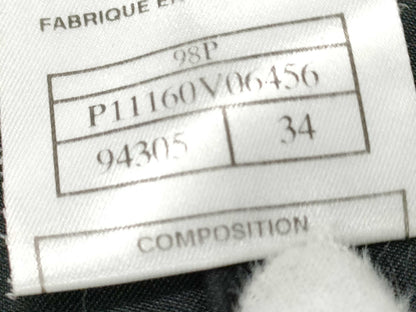 FABRIQUE EN
98P
P11160V06456
94305 34
COMPOSITION